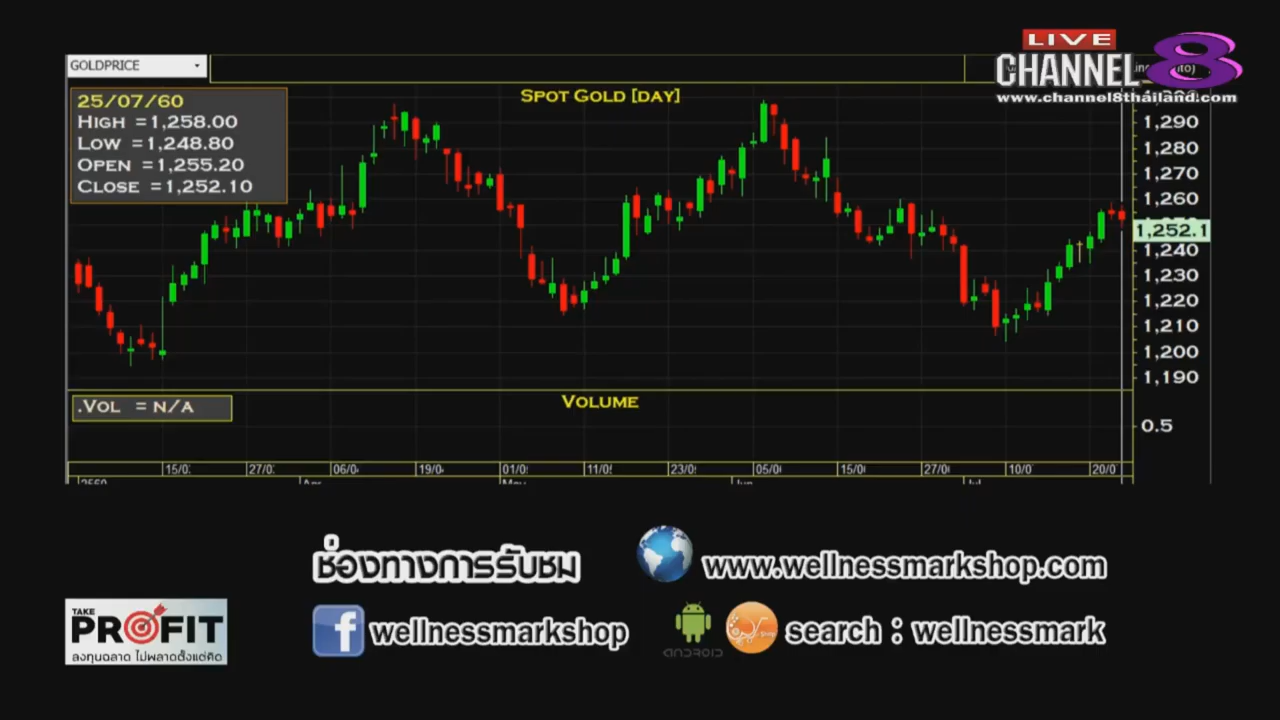 LIVE
CHANNEL 8
www.channel8thailand.com
GOLDPRICE
25/07/60
HIGH =1,258.00
LOW =1,248.80
OPEN =1,255.20
CLOSE =1,252.10
SPOT GOLD [DAY]
1,290
1,280
1,270
1,260
1,252.1
1,240
1,230
1,220
1,210
1,200
1,190
.VOL = N/A
VOLUME
0.5
15/0 27/0 06/0 19/0 01/0 11/0 23/0 05/0 15/0 27/0 10/0 20/0
2560 Apr May Jun Jul
ช่องทางการรับชม
www.wellnessmarkshop.com
wellnessmarkshop
ANDROID
search : wellnessmark
TAKE
PROFIT
ลงทุนฉลาด ไม่พลาดตั้งแต่คิด